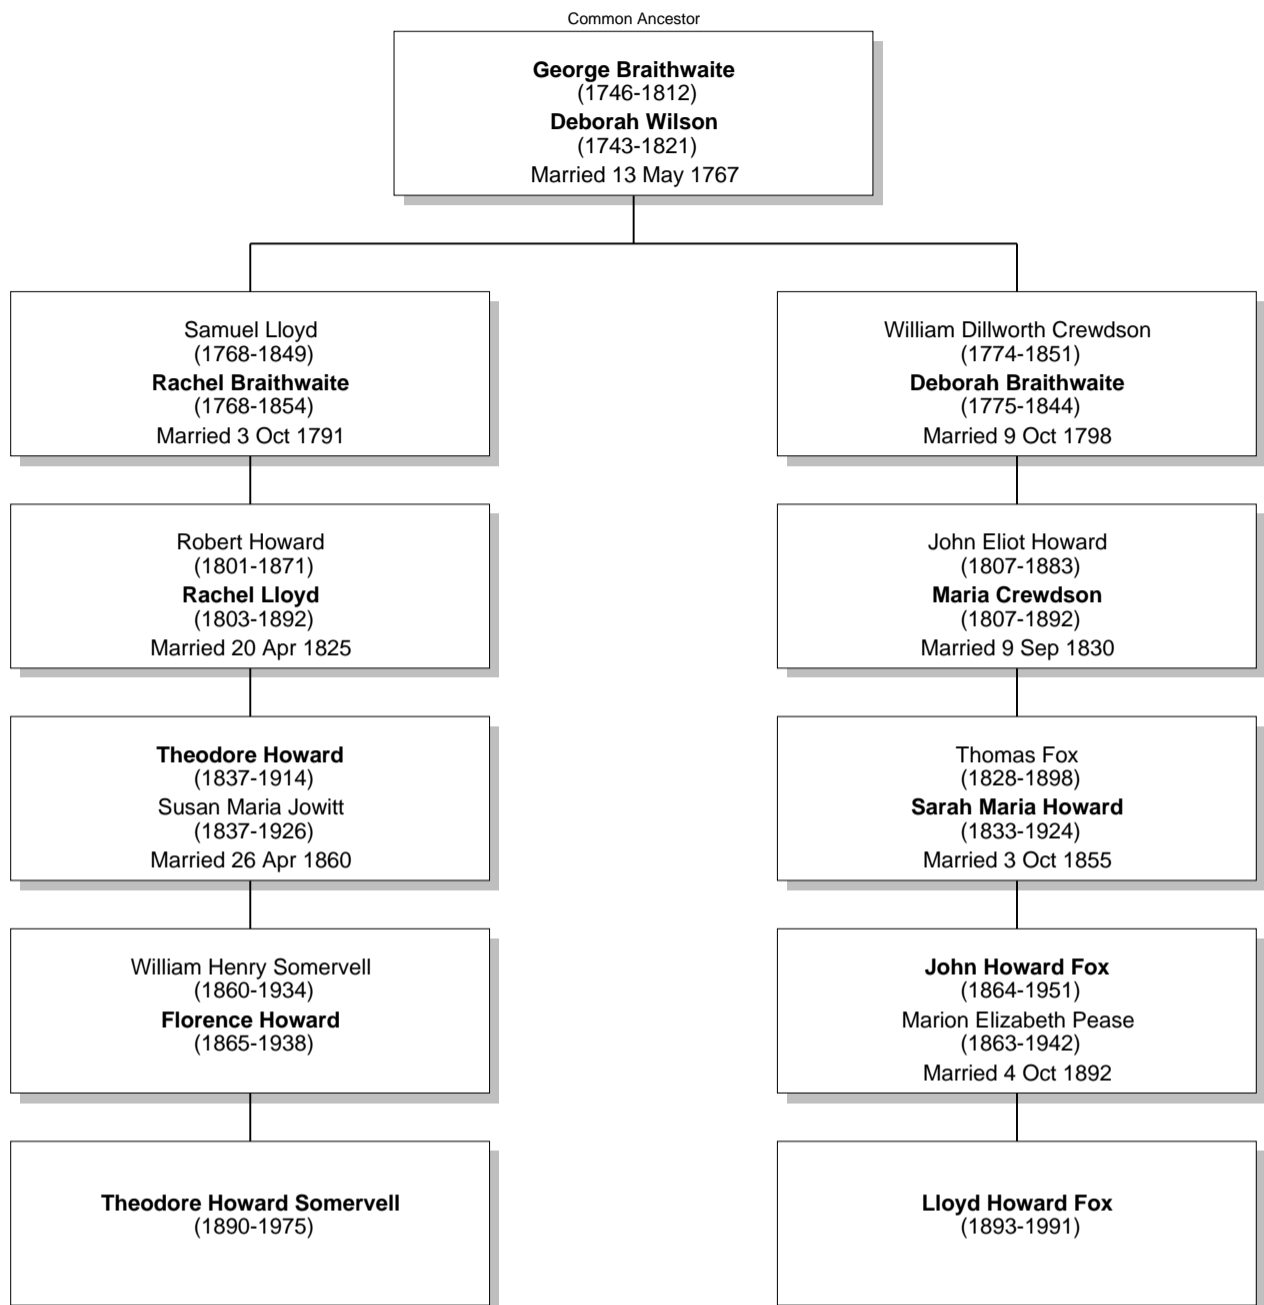 Common Ancestor
George Braithwaite
(1746-1812)
Deborah Wilson
(1743-1821)
Married 13 May 1767
Samuel Lloyd
(1768-1849)
Rachel Braithwaite
(1768-1854)
Married 3 Oct 1791
William Dillworth Crewdson
(1774-1851)
Deborah Braithwaite
(1775-1844)
Married 9 Oct 1798
Robert Howard
(1801-1871)
Rachel Lloyd
(1803-1892)
Married 20 Apr 1825
John Eliot Howard
(1807-1883)
Maria Crewdson
(1807-1892)
Married 9 Sep 1830
Theodore Howard
(1837-1914)
Susan Maria Jowitt
(1837-1926)
Married 26 Apr 1860
Thomas Fox
(1828-1898)
Sarah Maria Howard
(1833-1924)
Married 3 Oct 1855
William Henry Somervell
(1860-1934)
Florence Howard
(1865-1938)
John Howard Fox
(1864-1951)
Marion Elizabeth Pease
(1863-1942)
Married 4 Oct 1892
Theodore Howard Somervell
(1890-1975)
Lloyd Howard Fox
(1893-1991)